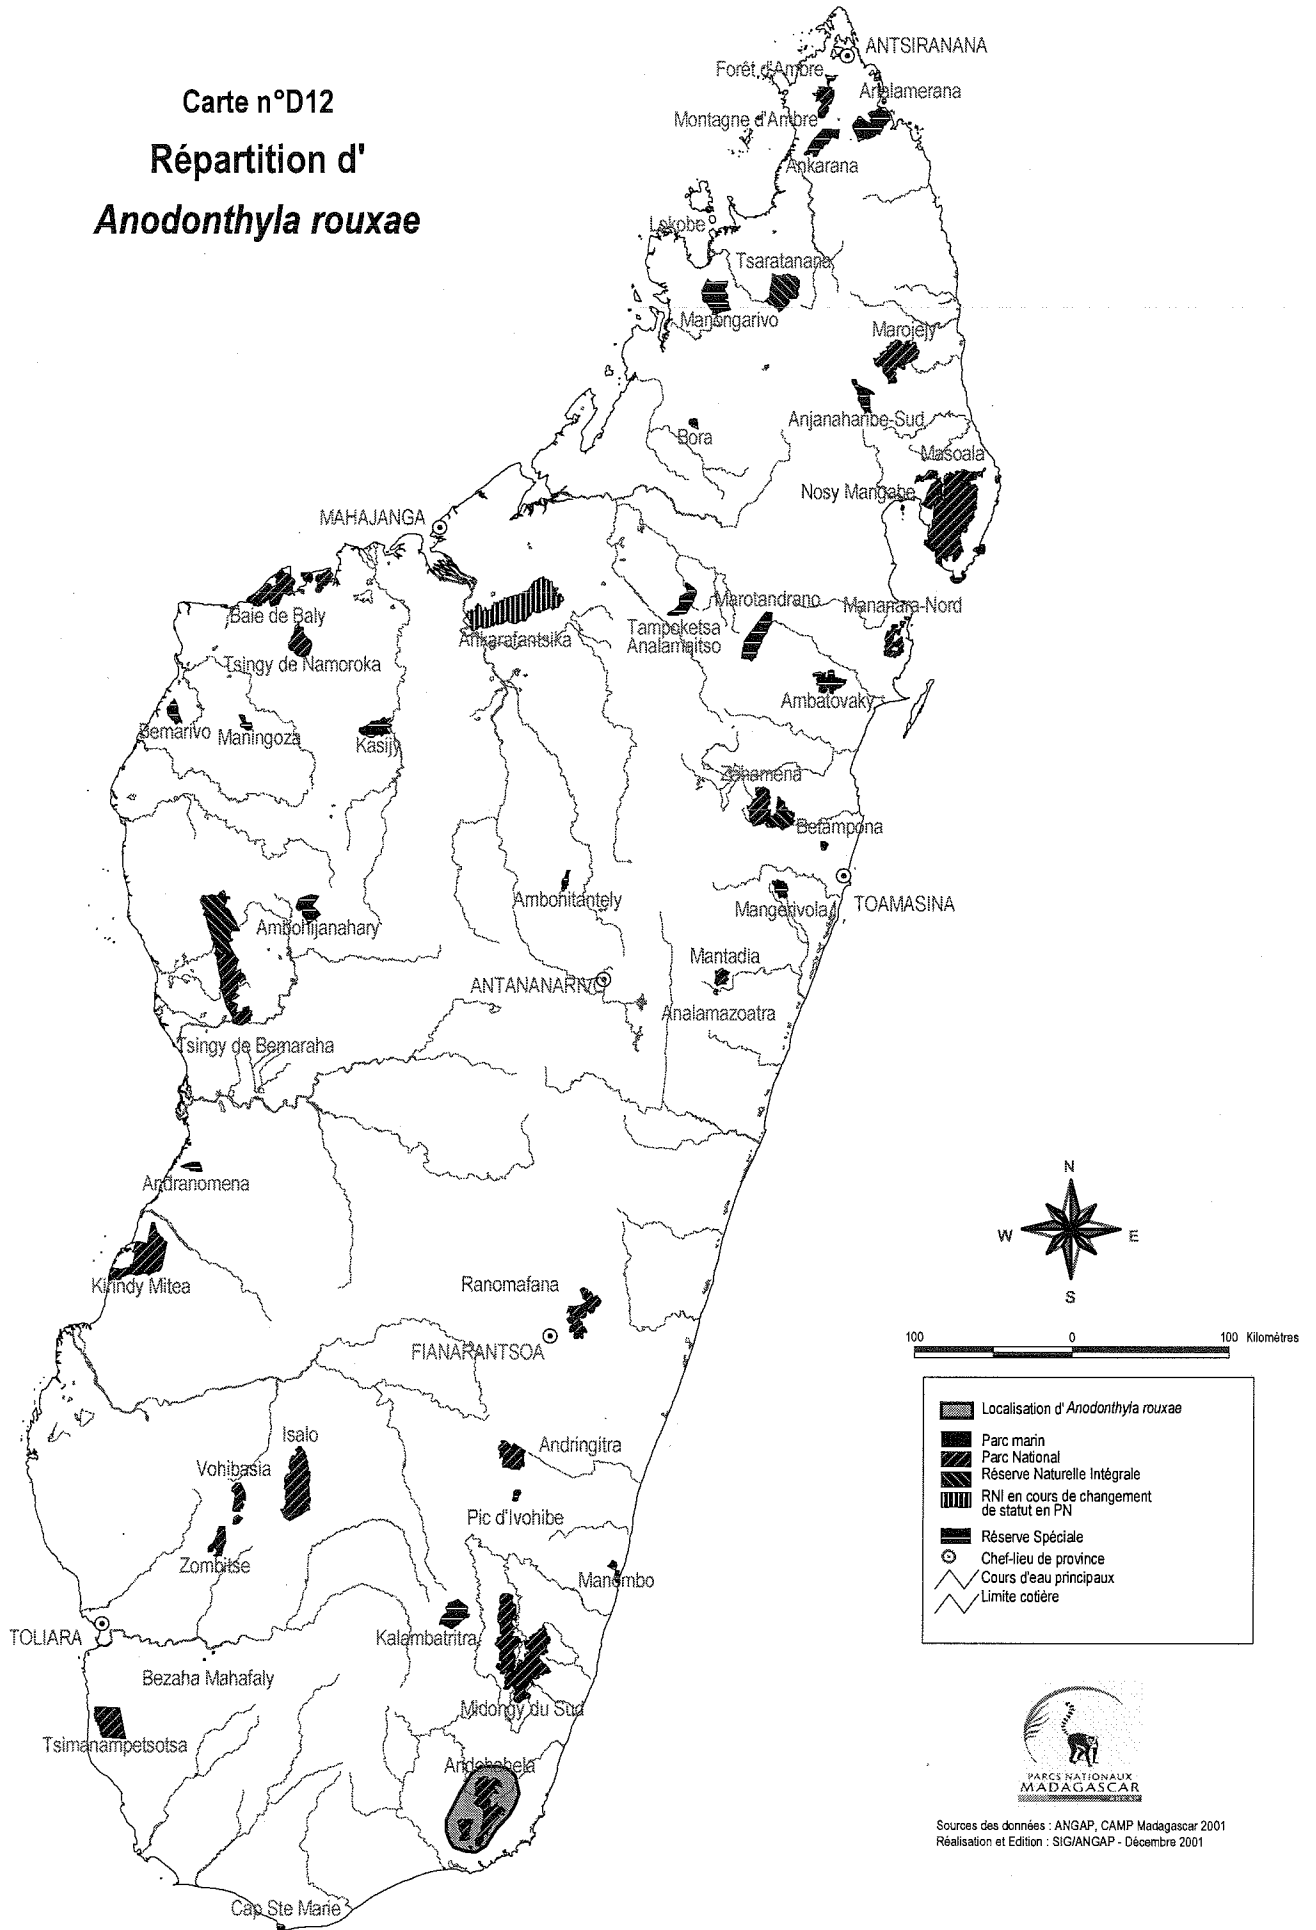 Carte n°D12
Répartition d'
Anodonthyla rouxae
ANTSIRANANA
Forêt d'Ambre
Analamerana
Montagne d'Ambre
Ankarana
Lokobe
Tsaratanana
Manongarivo
Marojejy
Anjanaharibe-Sud
Bora
Masoala
Nosy Mangabe
MAHAJANGA
Baie de Baly
Ankarafantsika
Tampoketsa
Analamaitso
Marotandrano
Mananara-Nord
Tsingy de Namoroka
Ambatovaky
Bemarivo
Maningoza
Kasijy
Zahamena
Betampona
Ambohitantely
Mangerivola
TOAMASINA
Ambohijanahary
Mantadia
ANTANANARIVO
Analamazoatra
Tsingy de Bemaraha
Andranomena
Kirindy Mitea
Ranomafana
FIANARANTSOA
Isalo
Andringitra
Vohibasia
Pic d'Ivohibe
Zombitse
Manombo
TOLIARA
Kalambatritra
Bezaha Mahafaly
Midongy du Sud
Tsimanampetsotsa
Andohahela
Cap Ste Marie
N
W
E
S
100 0 100 Kilomètres
Localisation d' Anodonthyla rouxae
Parc marin
Parc National
Réserve Naturelle Intégrale
RNI en cours de changement
de statut en PN
Réserve Spéciale
Chef-lieu de province
Cours d'eau principaux
Limite cotière
PARCS NATIONAUX
MADAGASCAR
ANGAP
Sources des données : ANGAP, CAMP Madagascar 2001
Réalisation et Edition : SIG/ANGAP - Décembre 2001